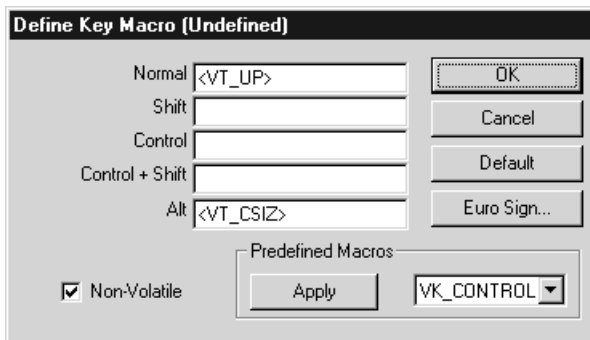 Define Key Macro (Undefined)
Normal <VT_UP>
OK
Shift
Cancel
Control
Control + Shift
Default
Alt <VT_CSIZ>
Euro Sign...
Predefined Macros
Non-Volatile
Apply
VK_CONTROL